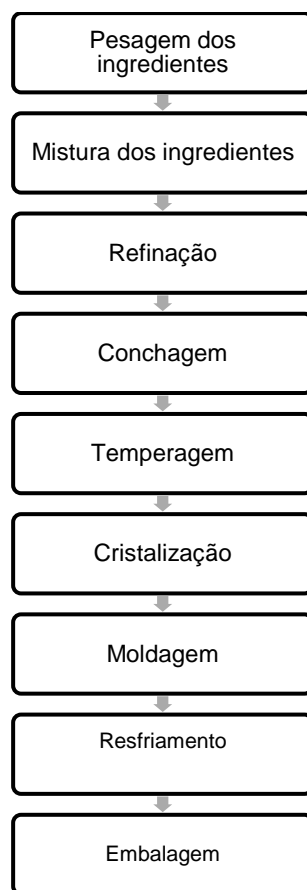 Pesagem dos
ingredientes
Mistura dos ingredientes
Refinação
Conchagem
Temperagem
Cristalização
Moldagem
Resfriamento
Embalagem